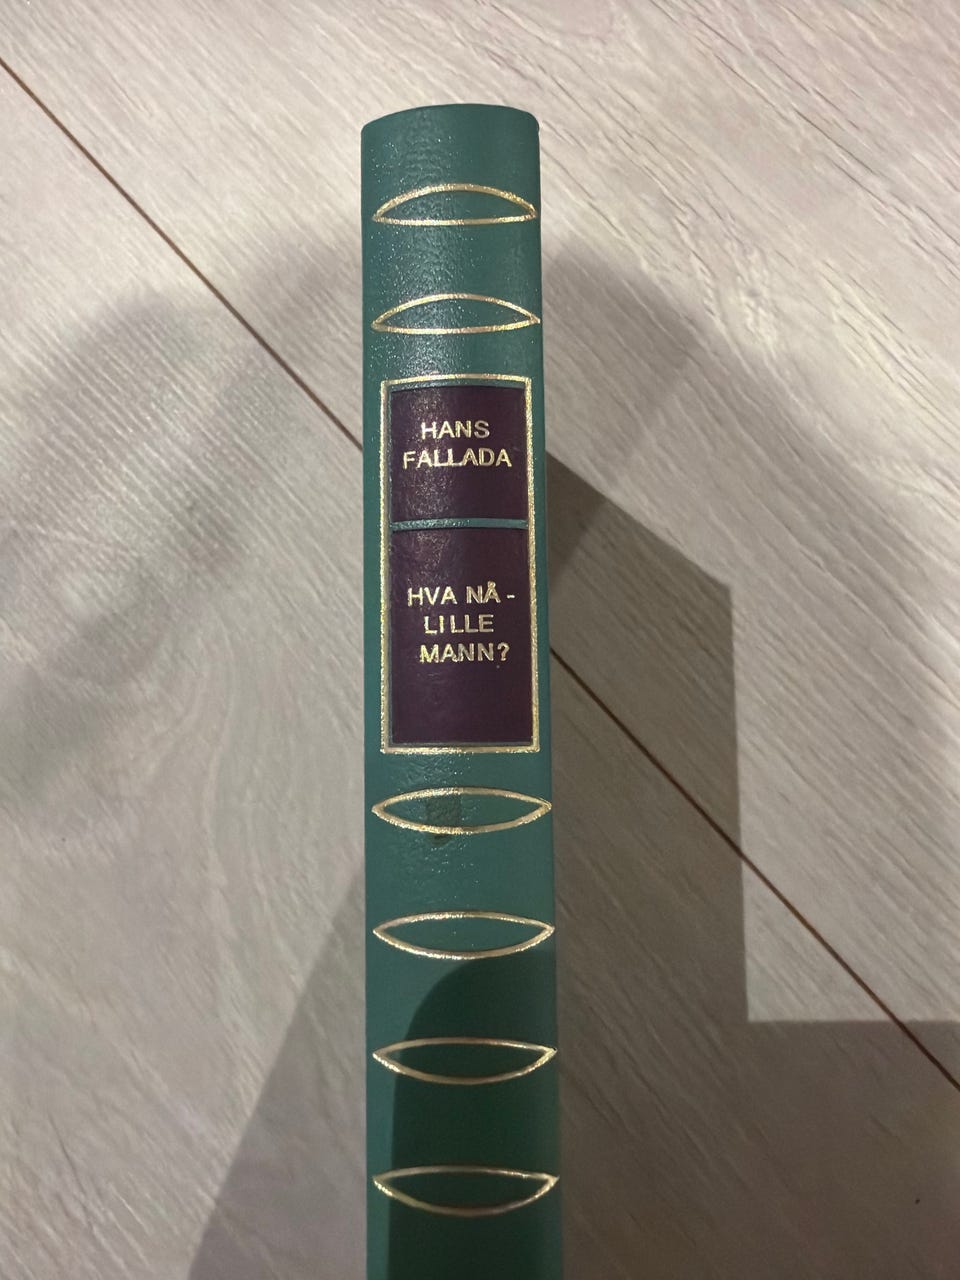 HANS
FALLADA
HVA NÅ -
LILLE
MANN?